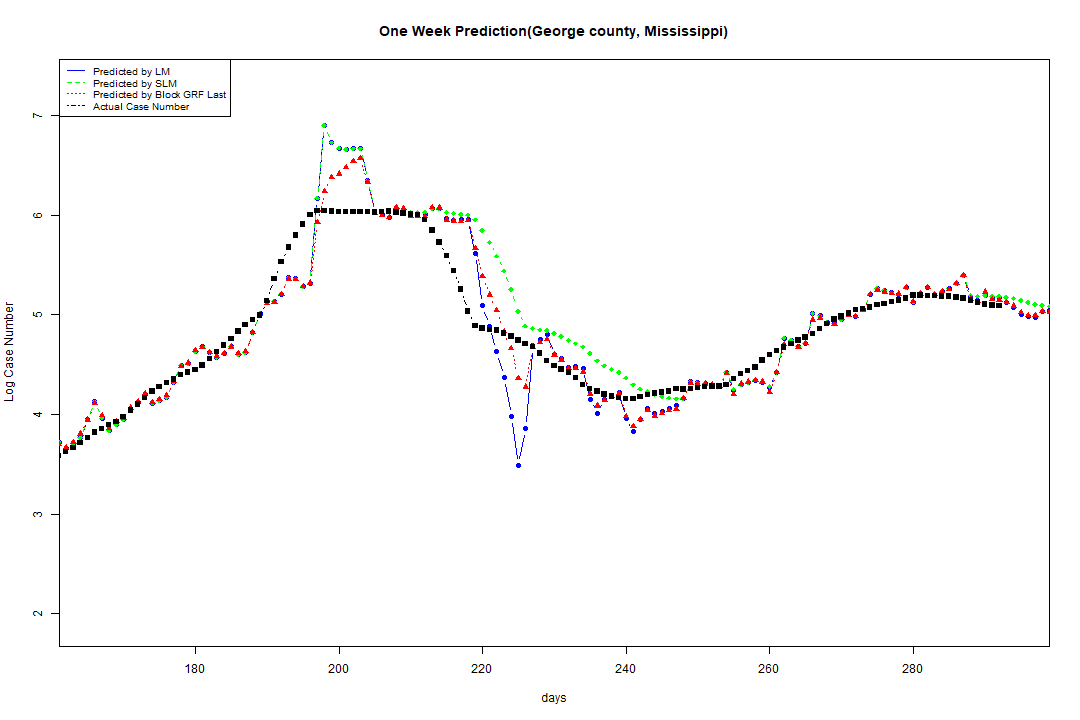 One Week Prediction(George county, Mississippi)
Predicted by LM
Predicted by SLM
Predicted by Block GRF Last
Actual Case Number
Log Case Number
7
6
5
4
3
2
180 200 220 240 260 280
days